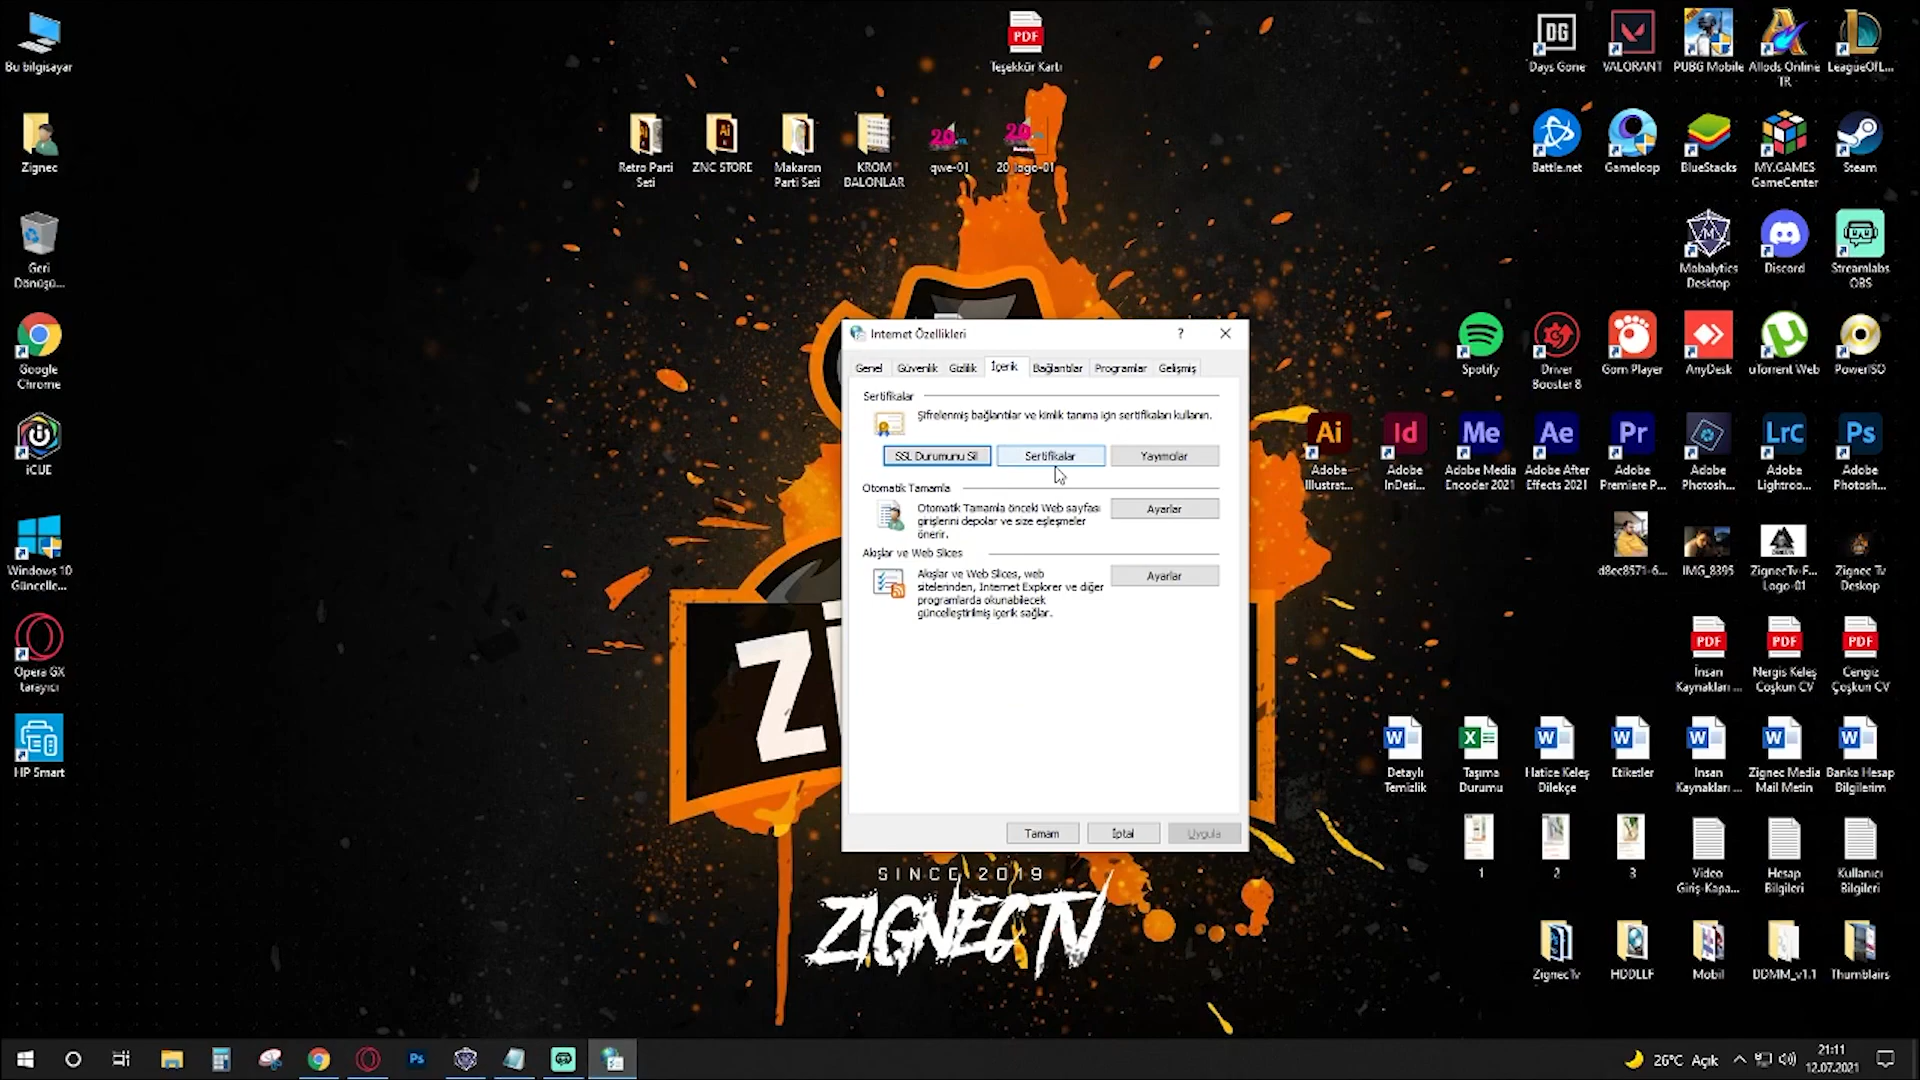 Bu bilgisayar
Zignec
Geri
Dönüşü...
Google
Chrome
iCUE
Windows 10
Güncelle...
Opera GX
tarayıcı
HP Smart
PDF
Teşekkür Kartı
Retro Parti
Seti
ZNC STORE
Makaron
Parti Seti
KROM
BALONLAR
qwe-01
20 logo-01
Days Gone
VALORANT
PUBG Mobile
Allods Online
TR
LeagueOfL...
Battle.net
Gameloop
BlueStacks
MY.GAMES
GameCenter
Steam
Mobalytics
Desktop
Discord
Streamlabs
OBS
Spotify
Driver
Booster 8
Gom Player
AnyDesk
uTorrent Web
PowerISO
Adobe
Illustrat...
Adobe
InDesi...
Adobe Media
Encoder 2021
Adobe After
Effects 2021
Adobe
Premiere P...
Adobe
Photosh...
Adobe
Lightroo...
Adobe
Photosh...
d8ec8571-6...
IMG_8395
ZignecTv-F...
Logo-01
Zignec Tv
Deskop
İnsan
Kaynakları ...
Nergis Keleş
Coşkun CV
Cengiz
Coşkun CV
Detaylı
Temizlik
Taşıma
Durumu
Hatice Keleş
Dilekçe
Etiketler
İnsan
Kaynakları ...
Zignec Media
Mail Metin
Banka Hesap
Bilgilerim
1
2
3
Video
Giriş-Kapa...
Hesap
Bilgileri
Kullanıcı
Bilgileri
ZignecTv
HDDLLF
Mobil
DDMM_v1.1
Thumblairs
İnternet Özellikleri
Genel Güvenlik Gizlilik İçerik Bağlantılar Programlar Gelişmiş
Sertifikalar
Şifrelenmiş bağlantılar ve kimlik tanıma için sertifikaları kullanın.
SSL Durumunu Sil Sertifikalar Yayımcılar
Otomatik Tamamla
Otomatik Tamamla önceki Web sayfası
girişlerini depolar ve size eşleşmeler
önerir.
Ayarlar
Akışlar ve Web Slices
Akışlar ve Web Slices, web
sitelerinden, Internet Explorer ve diğer
programlarda okunabilecek
güncelleştirilmiş içerik sağlar.
Ayarlar
Tamam İptal Uygula
SINCE 2019
ZIGNEC TV
26°C Açık
21:11
12.07.2021